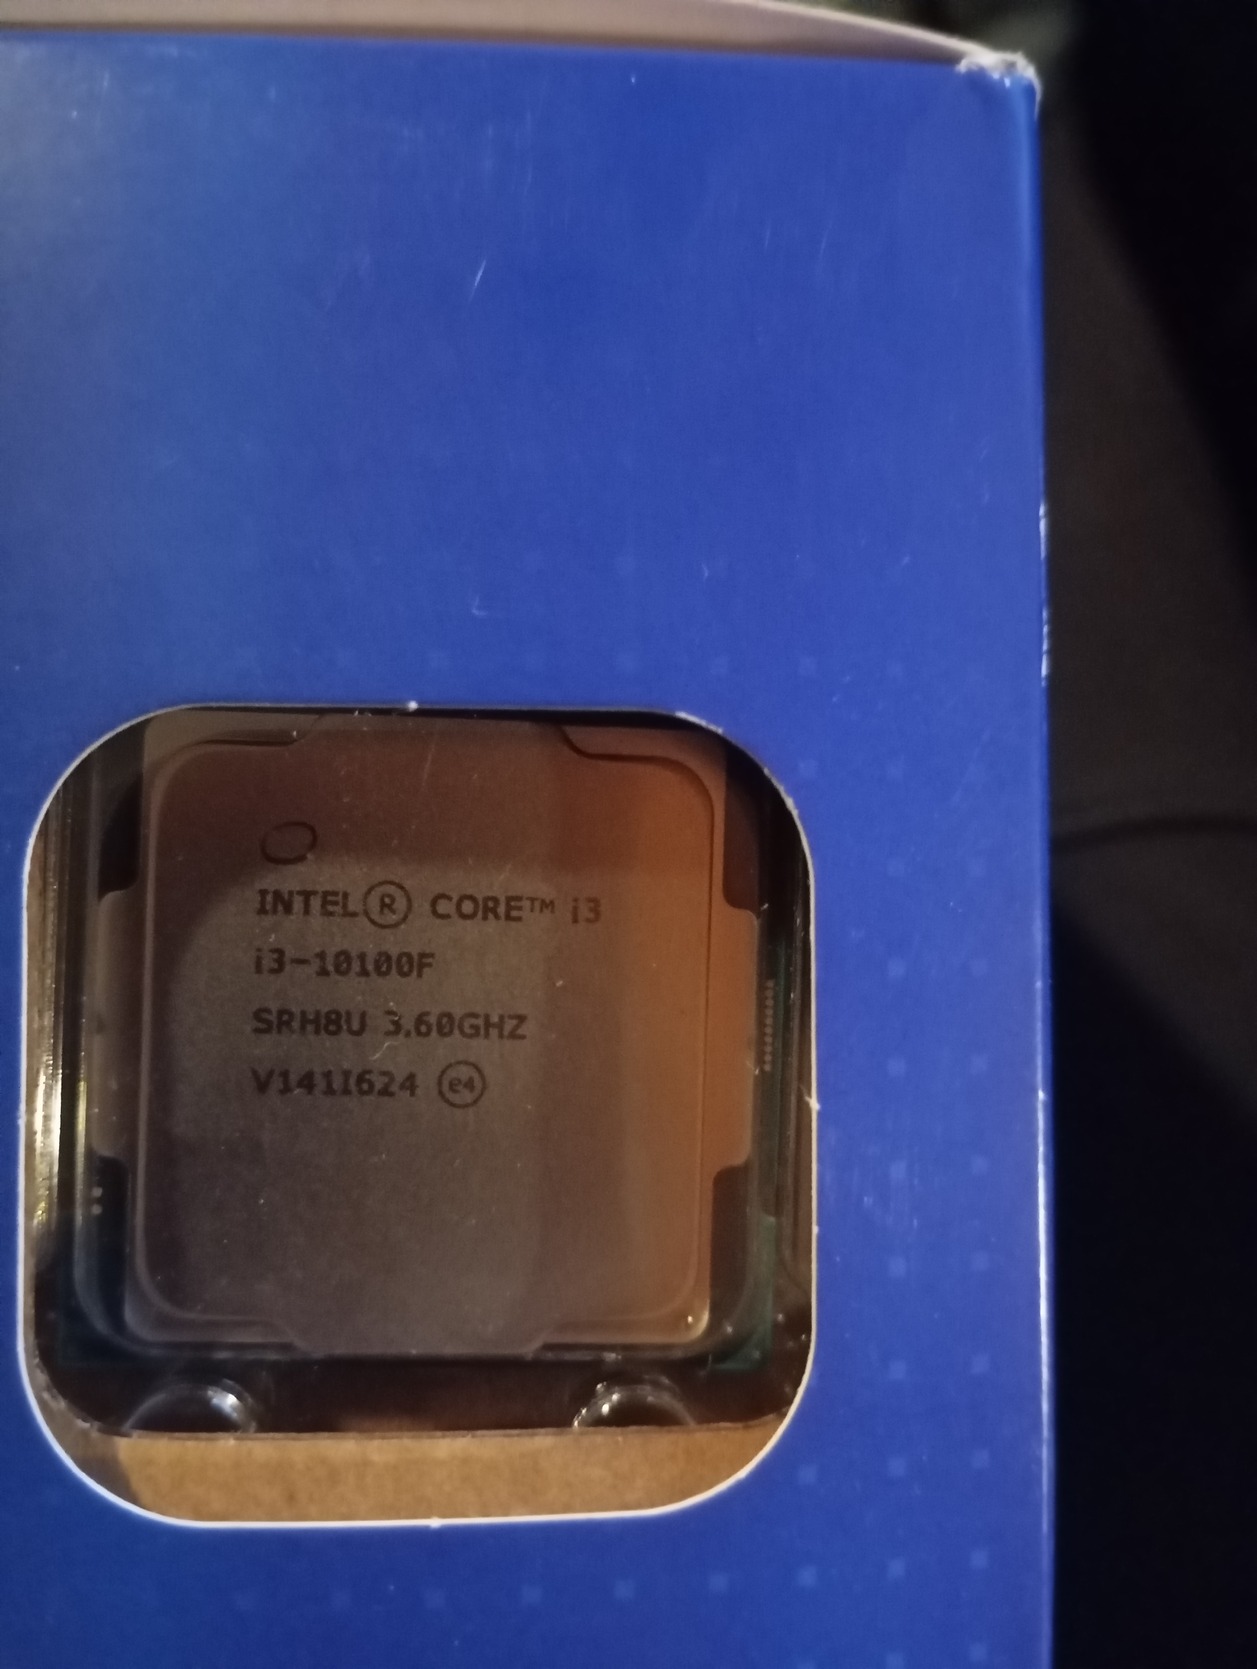 INTEL® CORE™ i3
i3-10100F
SRH8U 3.60GHZ
V141I624 e4